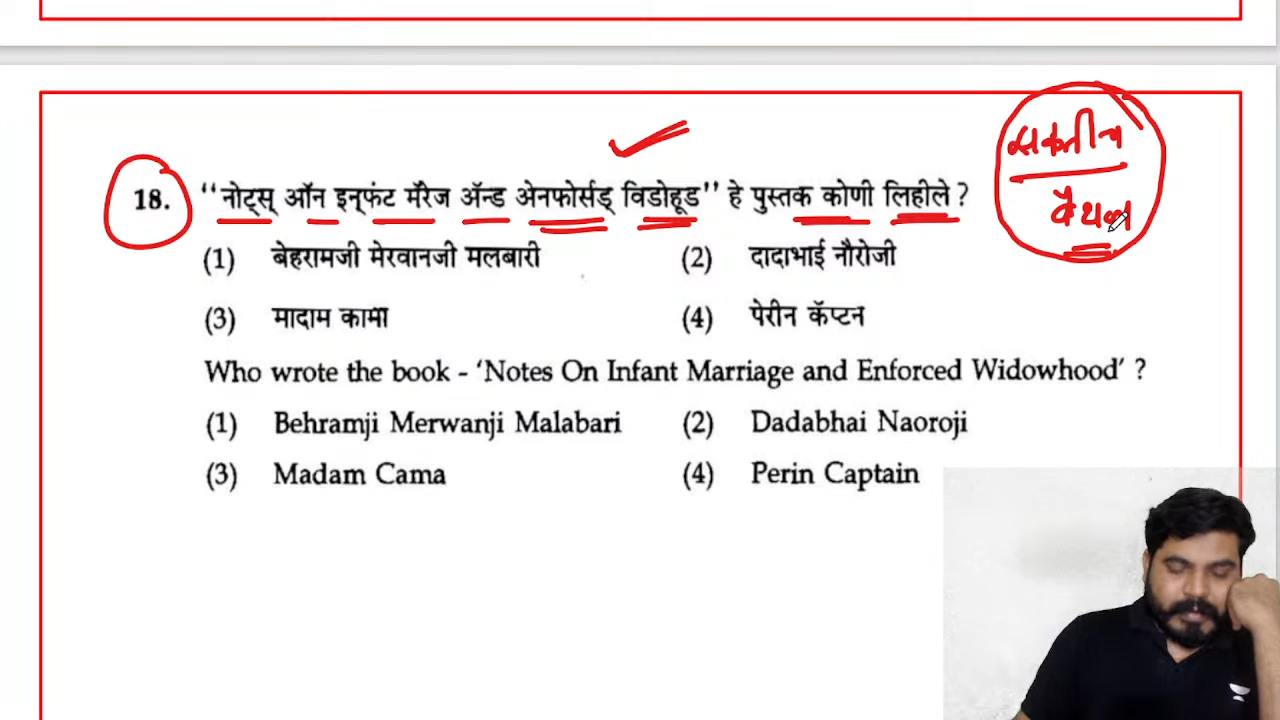 18. ‘‘नोट्स् ऑन इन्फंट मॅरेज ॲन्ड अेनफोर्सड् विडोहूड’’ हे पुस्तक कोणी लिहीले ?
(1) बेहरामजी मेरवानजी मलबारी (2) दादाभाई नौरोजी
(3) मादाम कामा (4) पेरीन कॅप्टन
Who wrote the book - ‘Notes On Infant Marriage and Enforced Widowhood’ ?
(1) Behramji Merwanji Malabari (2) Dadabhai Naoroji
(3) Madam Cama (4) Perin Captain